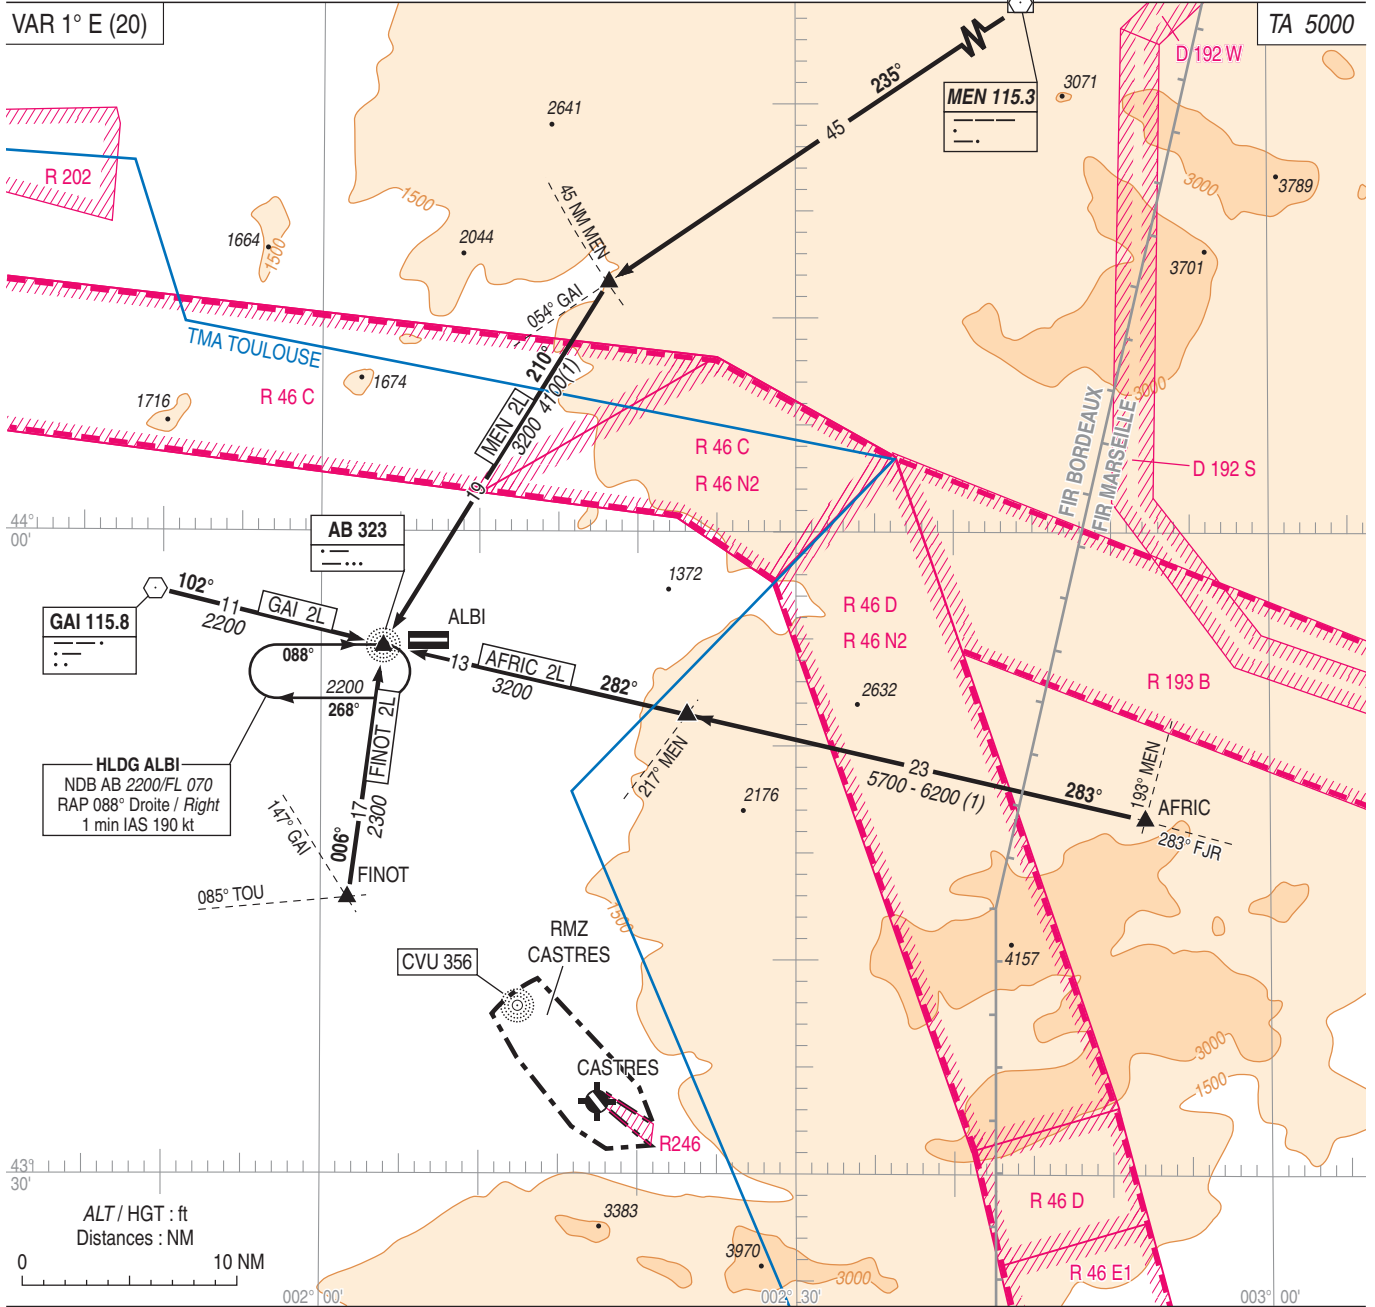 VAR 1° E (20)
TA 5000
D 192 W
235°
MEN 115.3
3071
2641
45
R 202
3000
3789
1500
45 NM MEN
1664
1500
2044
3701
054° GAI
TMA TOULOUSE
210°
4100(1)
3200
MEN 2L
1674
R 46 C
1716
3000
FIR BORDEAUX
FIR MARSEILLE
R 46 C
R 46 N2
D 192 S
19
44°
00'
AB 323
1372
102°
11
GAI 2L
2200
GAI 115.8
ALBI
R 46 D
R 46 N2
088°
13
AFRIC 2L
3200
282°
2200
268°
2632
R 193 B
FINOT 2L
217° MEN
193° MEN
HLDG ALBI
NDB AB 2200/FL 070
RAP 088° Droite / Right
1 min IAS 190 kt
23
5700 - 6200 (1)
283°
AFRIC
2176
147° GAI
17
2300
006°
283° FJR
FINOT
085° TOU
1500
RMZ
CASTRES
CVU 356
4157
3000
CASTRES
1500
R246
43°
30'
R 46 D
ALT / HGT : ft
Distances : NM
3383
3970
0 10 NM
3000
R 46 E1
002° 00'
002° 30'
003° 00'